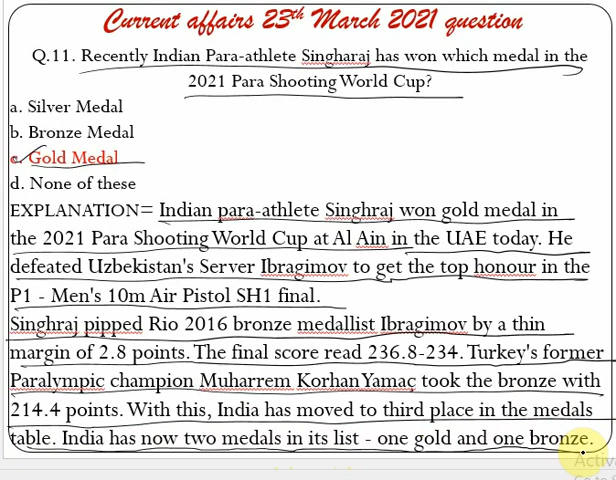 Current affairs 23th March 2021 question
Q.11. Recently Indian Para-athlete Singharaj has won which medal in the
2021 Para Shooting World Cup?
a. Silver Medal
b. Bronze Medal
c. Gold Medal
d. None of these
EXPLANATION= Indian para-athlete Singhraj won gold medal in
the 2021 Para Shooting World Cup at Al Ain in the UAE today. He
defeated Uzbekistan's Server Ibragimov to get the top honour in the
P1 - Men's 10m Air Pistol SH1 final.
Singhraj pipped Rio 2016 bronze medallist Ibragimov by a thin
margin of 2.8 points. The final score read 236.8-234. Turkey's former
Paralympic champion Muharrem Korhan Yamaç took the bronze with
214.4 points. With this, India has moved to third place in the medals
table. India has now two medals in its list - one gold and one bronze.